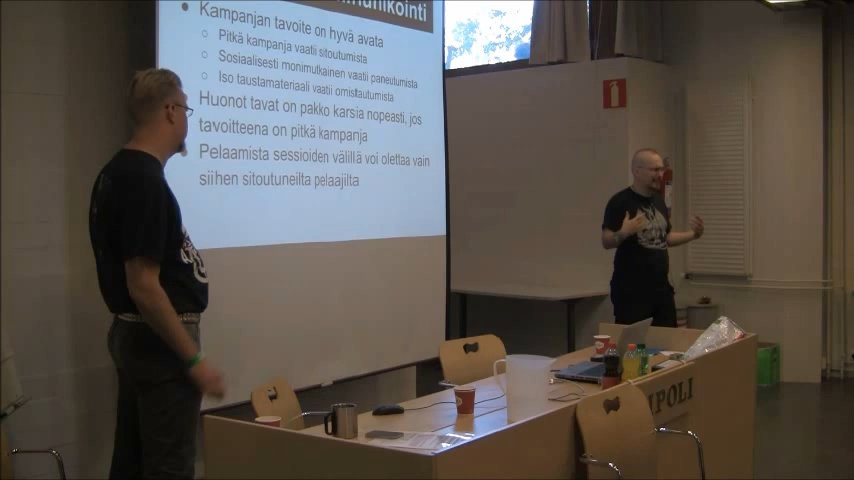 Kampanjan tavoite on hyvä avata
Pitkä kampanja vaatii sitoutumista
Sosiaalisesti monimutkainen vaatii paneutumista
Iso taustamateriaali vaatii omistautumista
Huonot tavat on pakko karsia nopeasti, jos
tavoitteena on pitkä kampanja
Pelaamista sessioiden välillä voi olettaa vain
siihen sitoutuneilta pelaajilta
IPOLI